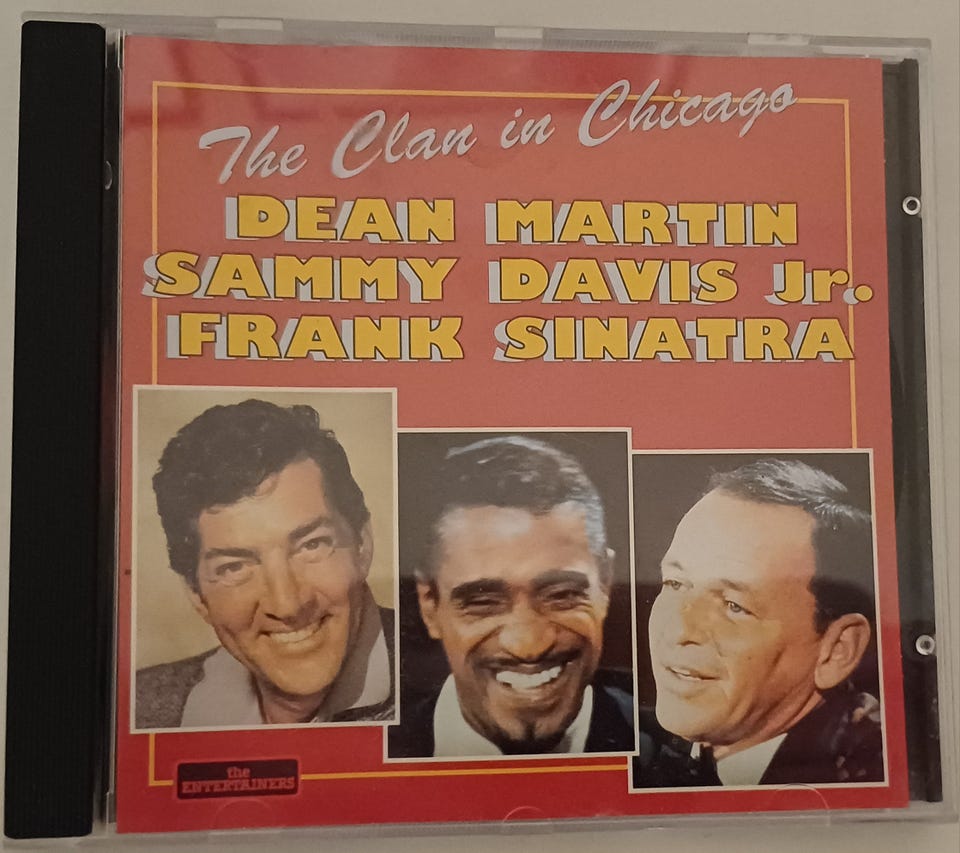 The Clan in Chicago
DEAN MARTIN
SAMMY DAVIS Jr.
FRANK SINATRA
the
ENTERTAINERS